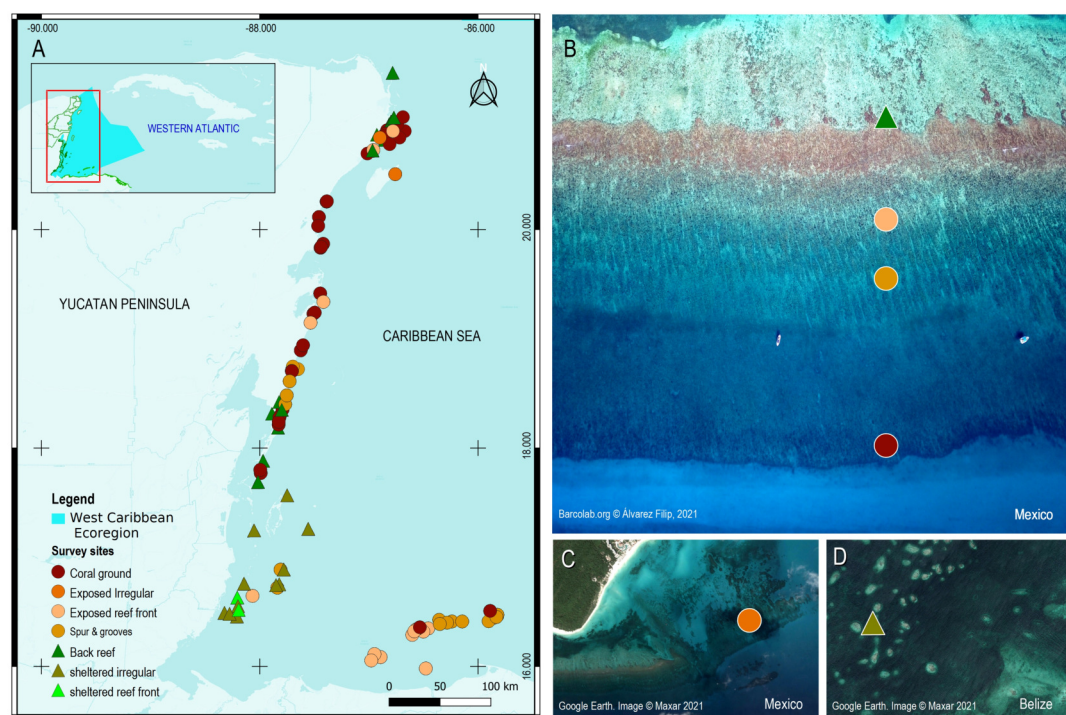 -90.000
-88.000
-86.000
A
N
WESTERN ATLANTIC
20.000
YUCATAN PENINSULA
CARIBBEAN SEA
18.000
Legend
West Caribbean
Ecoregion
Survey sites
Coral ground
Exposed Irregular
Exposed reef front
Spur & grooves
Back reef
sheltered irregular
sheltered reef front
16.000
0 50 100 km
B
Barcolab.org © Álvarez Filip, 2021
Mexico
C
Google Earth. Image © Maxar 2021
Mexico
D
Google Earth. Image © Maxar 2021
Belize